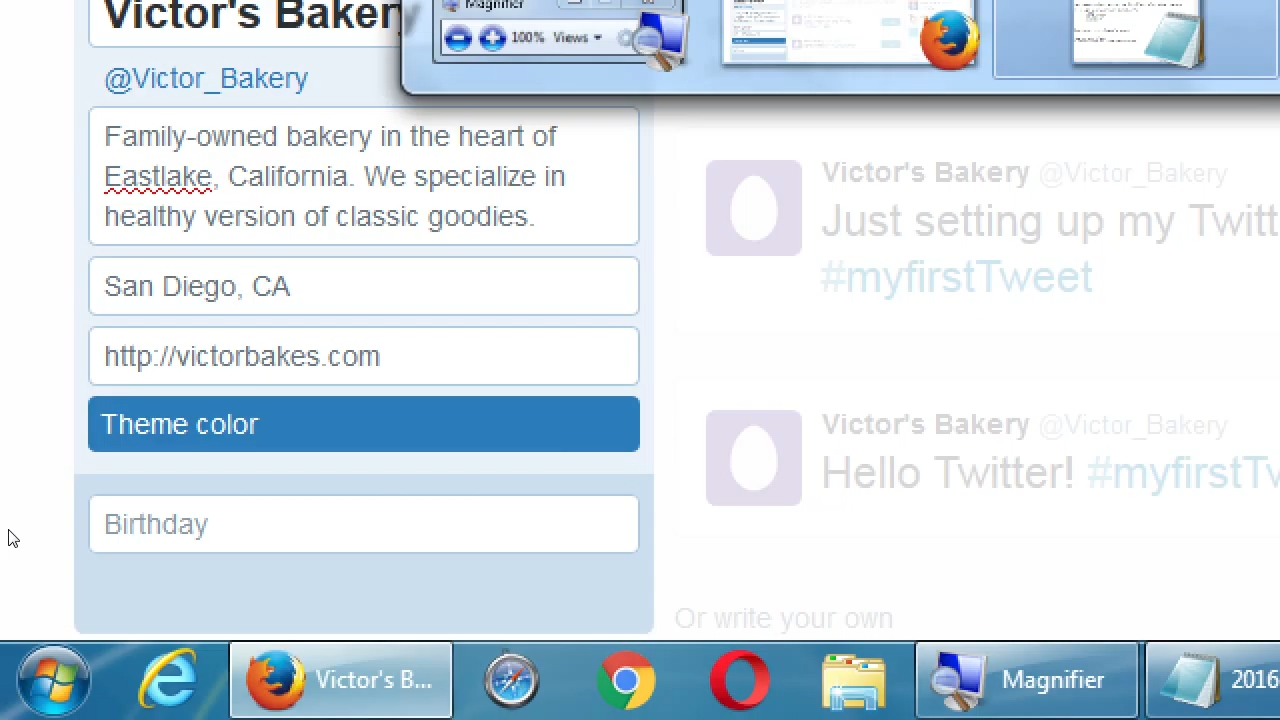 Victor's Bakery
Magnifier
100% Views
@Victor_Bakery
Family-owned bakery in the heart of
Eastlake, California. We specialize in
healthy version of classic goodies.
San Diego, CA
http://victorbakes.com
Theme color
Birthday
Victor's Bakery @Victor_Bakery
Just setting up my Twitt
#myfirstTweet
Victor's Bakery @Victor_Bakery
Hello Twitter! #myfirstTv
Or write your own
Victor's B...
Magnifier
2016